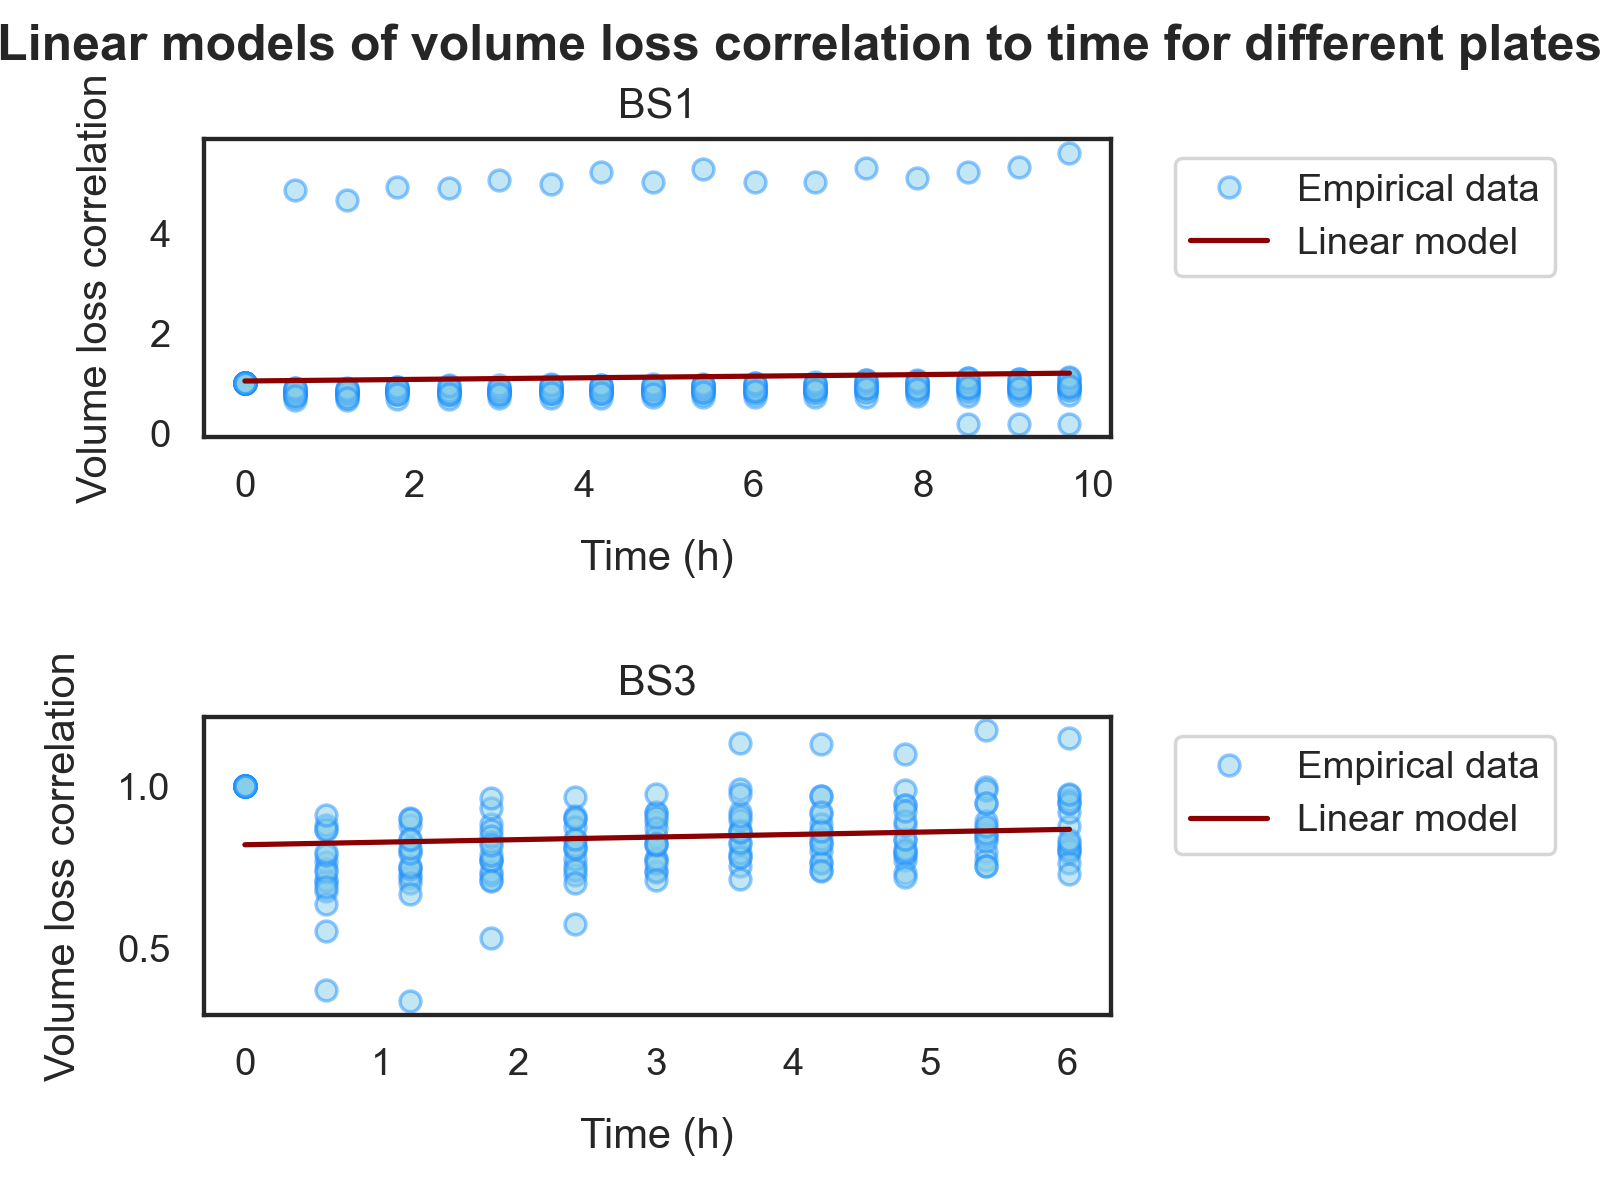 Linear models of volume loss correlation to time for different plates
BS1
Volume loss correlation
4
2
0
0 2 4 6 8 10
Time (h)
Empirical data
Linear model
BS3
Volume loss correlation
1.0
0.5
0 1 2 3 4 5 6
Time (h)
Empirical data
Linear model